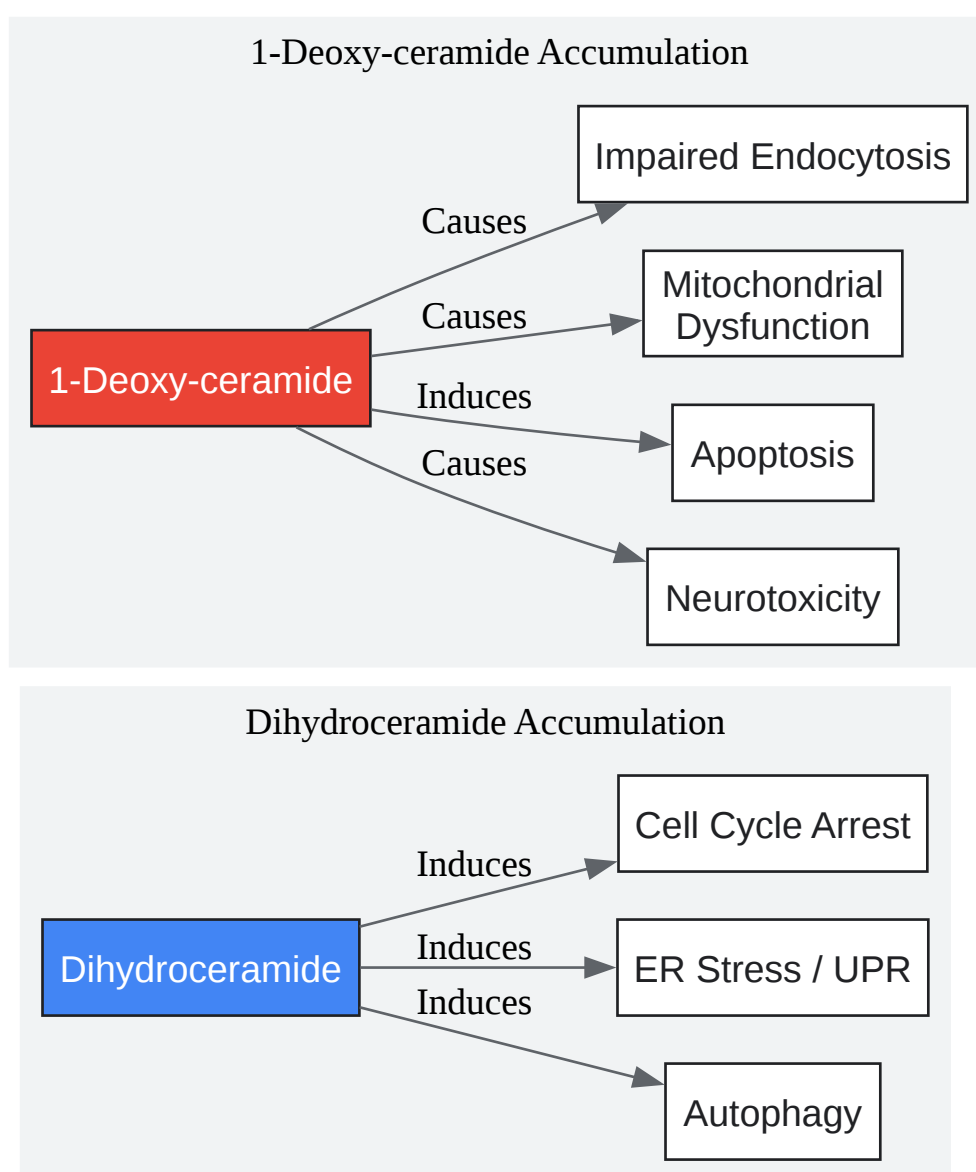 1-Deoxy-ceramide Accumulation
Impaired Endocytosis
Causes
Mitochondrial
Dysfunction
Causes
1-Deoxy-ceramide
Induces
Apoptosis
Causes
Neurotoxicity
Dihydroceramide Accumulation
Cell Cycle Arrest
Induces
Dihydroceramide
Induces
ER Stress / UPR
Induces
Autophagy